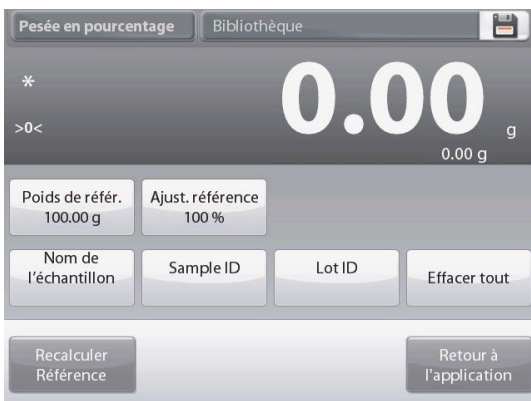 Pesée en pourcentage Bibliothèque
*
0.00 g
>0<
0.00 g
Poids de référ. Ajust. référence
100.00 g 100 %
Nom de
l'échantillon Sample ID Lot ID Effacer tout
Recalculer Retour à
Référence l'application